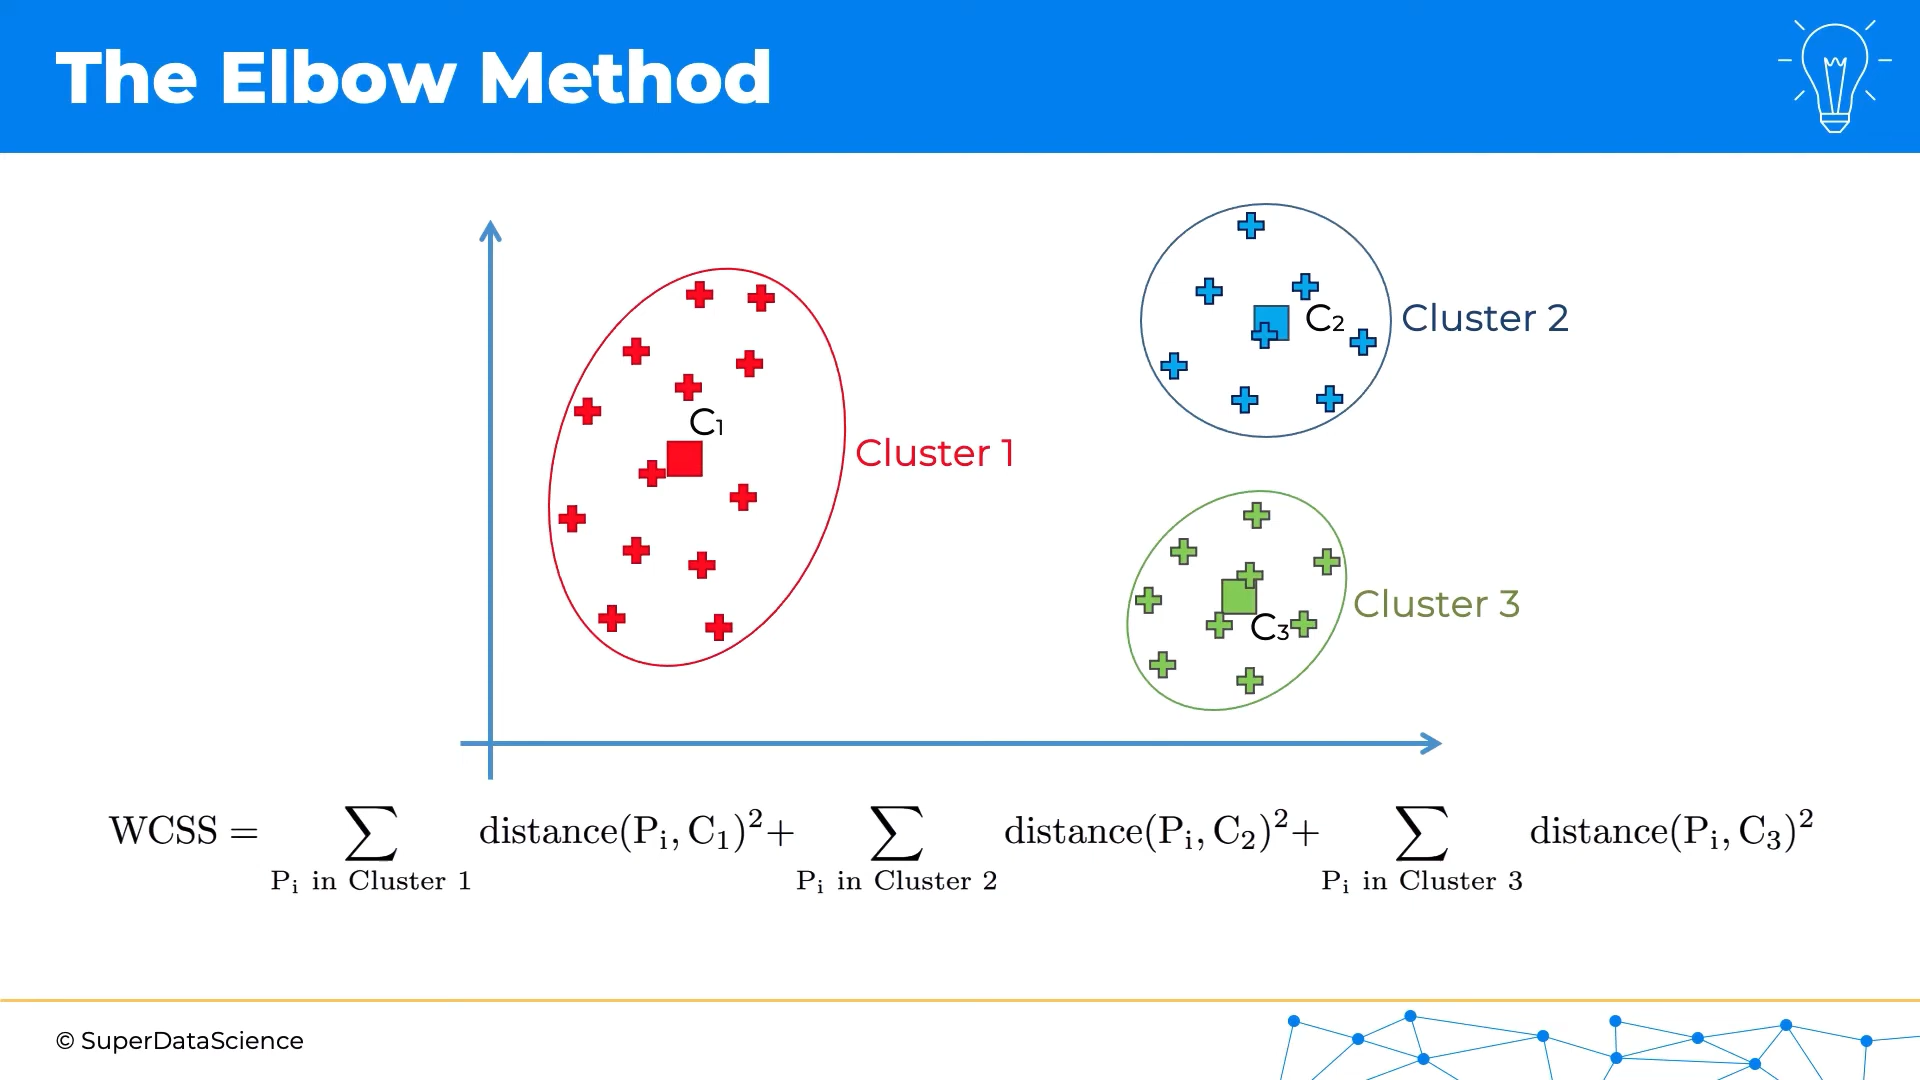 The Elbow Method
C₂
Cluster 2
C₁
Cluster 1
Cluster 3
C₃
WCSS = ∑ distance(Pᵢ, C₁)² + ∑ distance(Pᵢ, C₂)² + ∑ distance(Pᵢ, C₃)²
Pᵢ in Cluster 1 Pᵢ in Cluster 2 Pᵢ in Cluster 3
© SuperDataScience